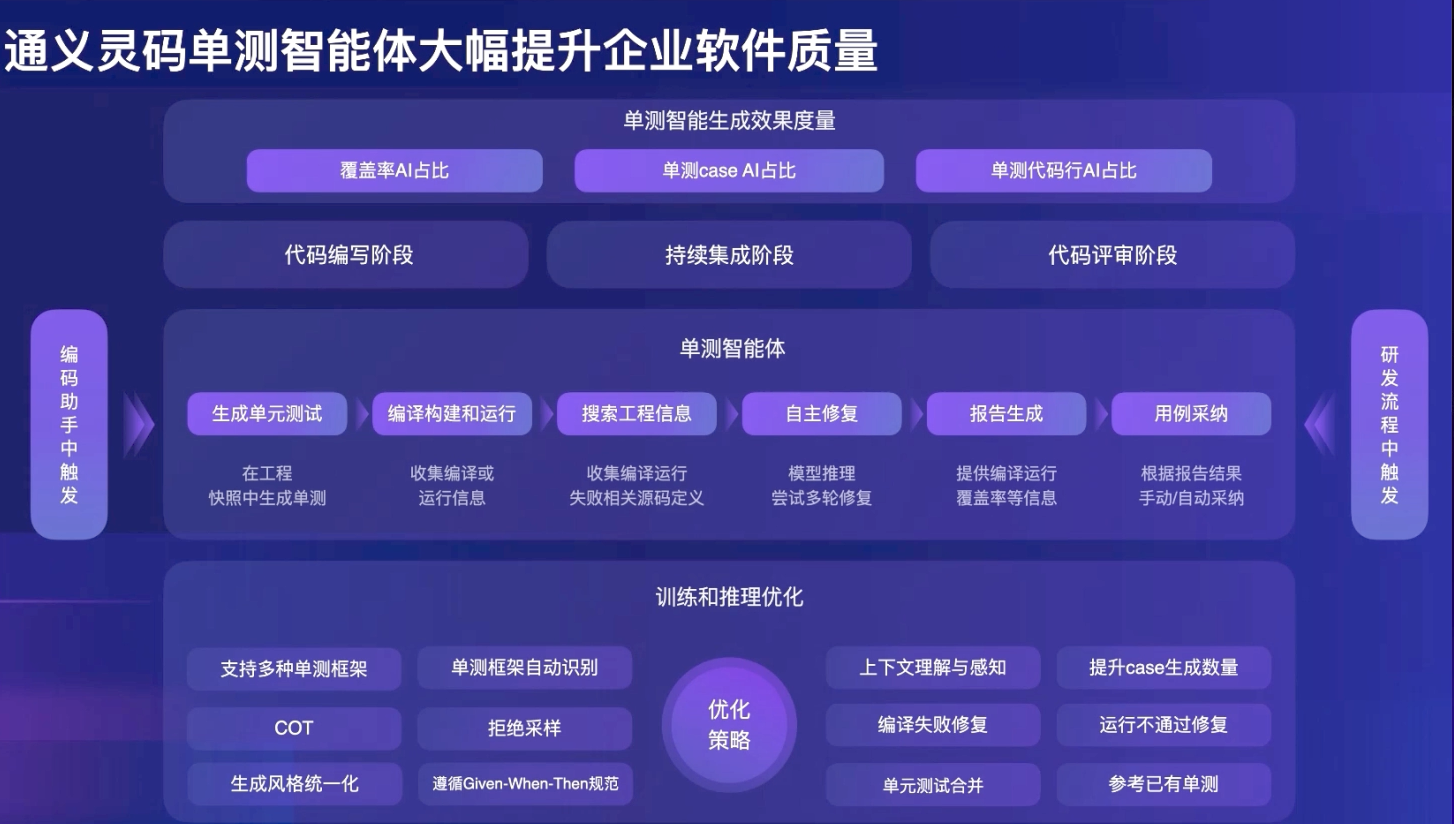 通义灵码单测智能体大幅提升企业软件质量
单测智能生成效果度量
覆盖率AI占比
单测case AI占比
单测代码行AI占比
代码编写阶段
持续集成阶段
代码评审阶段
编码助手中触发
单测智能体
生成单元测试
编译构建和运行
搜索工程信息
自主修复
报告生成
用例采纳
在工程
快照中生成单测
收集编译或
运行信息
收集编译运行
失败相关源码定义
模型推理
尝试多轮修复
提供编译运行
覆盖率等信息
根据报告结果
手动/自动采纳
研发流程中触发
训练和推理优化
支持多种单测框架
单测框架自动识别
COT
拒绝采样
生成风格统一化
遵循Given-When-Then规范
优化
策略
上下文理解与感知
提升case生成数量
编译失败修复
运行不通过修复
单元测试合并
参考已有单测